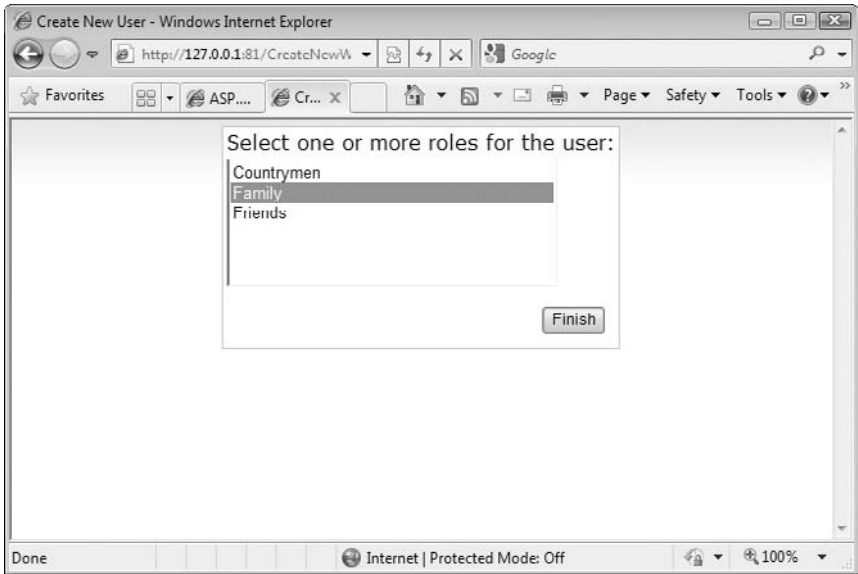 Create New User - Windows Internet Explorer
http://127.0.0.1:81/CreateNewW
Google
Favorites
ASP....
Cr...
Page
Safety
Tools
Select one or more roles for the user:
Countrymen
Family
Friends
Finish
Done
Internet | Protected Mode: Off
100%